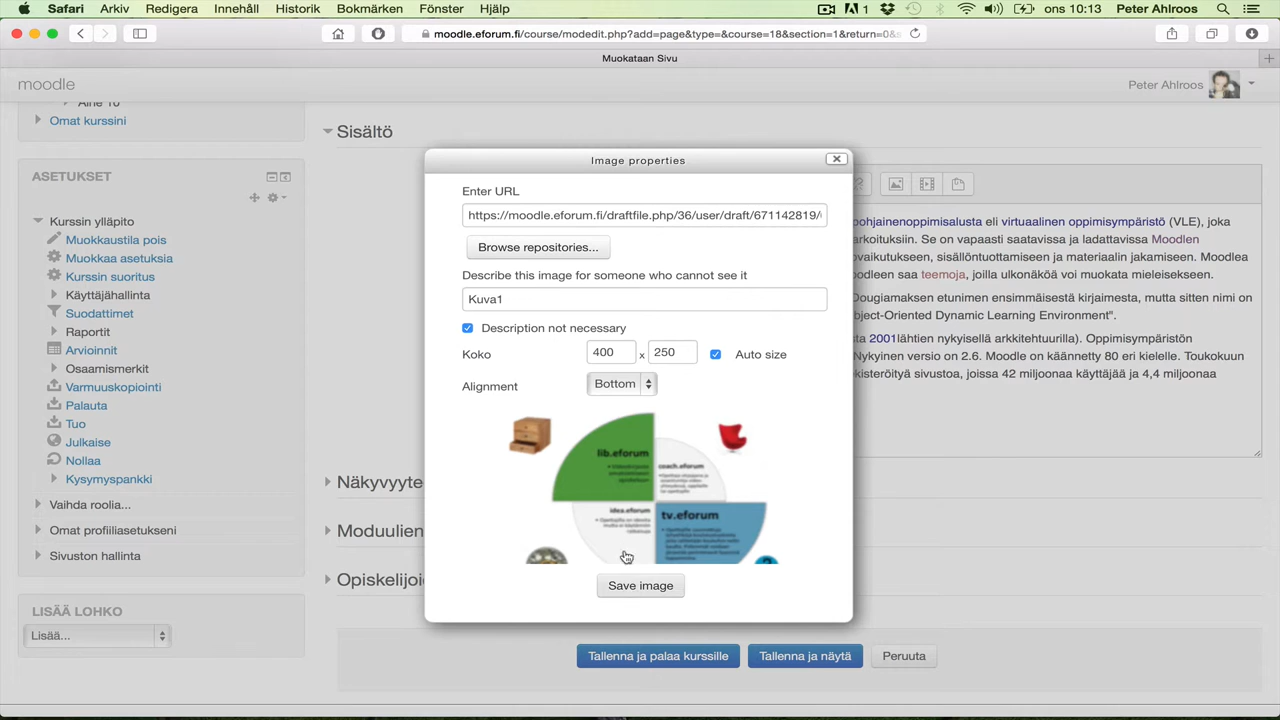 Safari Arkiv Redigera Innehåll Historik Bokmärken Fönster Hjälp 1 ons 10:13 Peter Ahlroos
moodle.eforum.fi/course/modedit.php?add=page&type=&course=18&section=1&return=0&s
Muokataan Sivu
moodle Peter Ahlroos
Aihe 10
Omat kurssini
ASETUKSET
Kurssin ylläpito
Muokkaustila pois
Muokkaa asetuksia
Kurssin suoritus
Käyttäjähallinta
Suodattimet
Raportit
Arvioinnit
Osaamismerkit
Varmuuskopiointi
Palauta
Tuo
Julkaise
Nollaa
Kysymyspankki
Vaihda roolia...
Omat profiiliasetukseni
Sivuston hallinta
LISÄÄ LOHKO
Lisää...
Sisältö
Image properties
Enter URL
https://moodle.eforum.fi/draftfile.php/36/user/draft/671142819/
Browse repositories...
Describe this image for someone who cannot see it
Kuva1
Description not necessary
Koko 400 x 250 Auto size
Alignment Bottom
lib.eforum
coach.eforum
idea.eforum
tv.eforum
Save image
pohjainenoppimisalusta eli virtuaalinen oppimisympäristö (VLE), joka
arkoituksiin. Se on vapaasti saatavissa ja ladattavissa Moodlen
ovaikutukseen, sisällöntuottamiseen ja materiaalin jakamiseen. Moodlea
oodleen saa teemoja, joilla ulkonäköä voi muokata mieleisekseen.
Dougiamaksen etunimen ensimmäisestä kirjaimesta, mutta sitten nimi on
bject-Oriented Dynamic Learning Environment".
sta 2001lähtien nykyisellä arkkitehtuurilla). Oppimisympäristön
Nykyinen versio on 2.6. Moodle on käännetty 80 eri kielelle. Toukokuun
ekisteröityä sivustoa, joissa 42 miljoonaa käyttäjää ja 4,4 miljoonaa
Näkyvyyte
Moduulien
Opiskelijoi
Tallenna ja palaa kurssille Tallenna ja näytä Peruuta